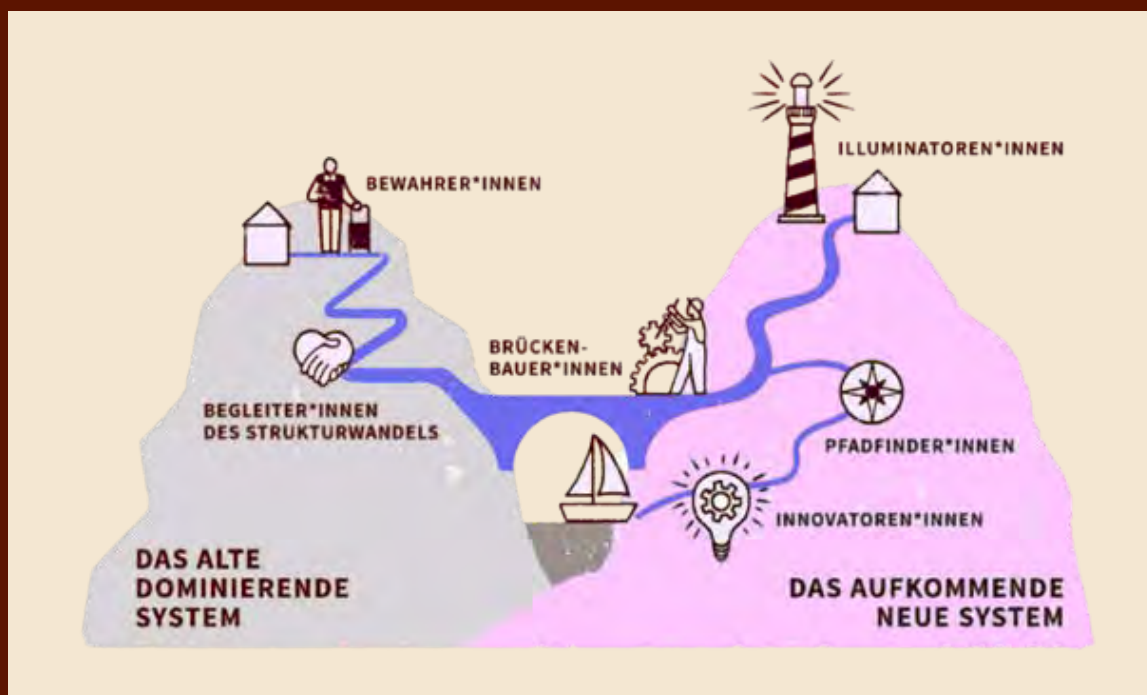 ILLUMINATOREN*INNEN
BEWAHRER*INNEN
BRÜCKEN-
BAUER*INNEN
BEGLEITER*INNEN
DES STRUKTURWANDELS
PFADFINDER*INNEN
INNOVATOREN*INNEN
DAS ALTE
DOMINIERENDE
SYSTEM
DAS AUFKOMMENDE
NEUE SYSTEM